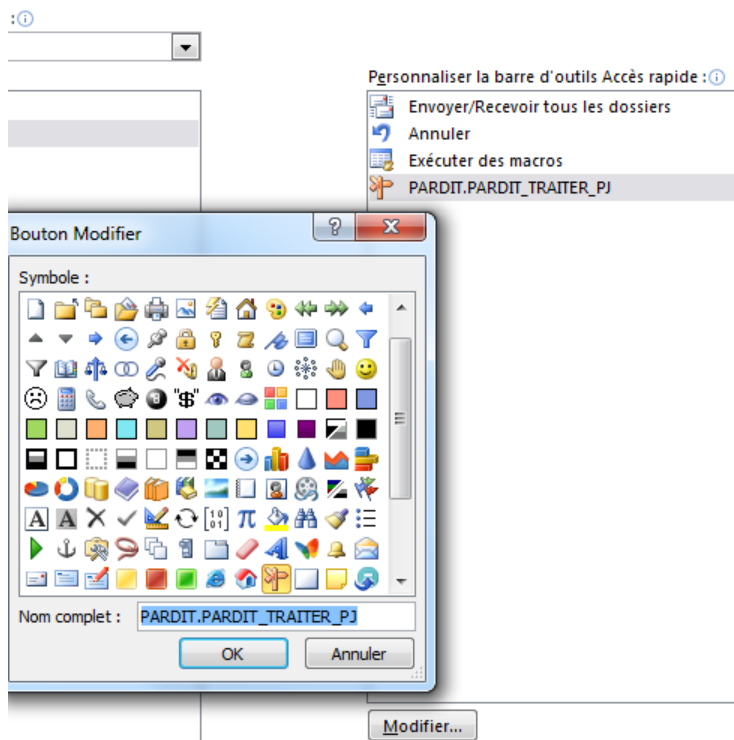 :
Personnaliser la barre d'outils Accès rapide :
Envoyer/Recevoir tous les dossiers
Annuler
Exécuter des macros
PARDIT.PARDIT_TRAITER_PJ
Bouton Modifier
Symbole :
"$"
A A
Nom complet : PARDIT.PARDIT_TRAITER_PJ
OK Annuler
Modifier...